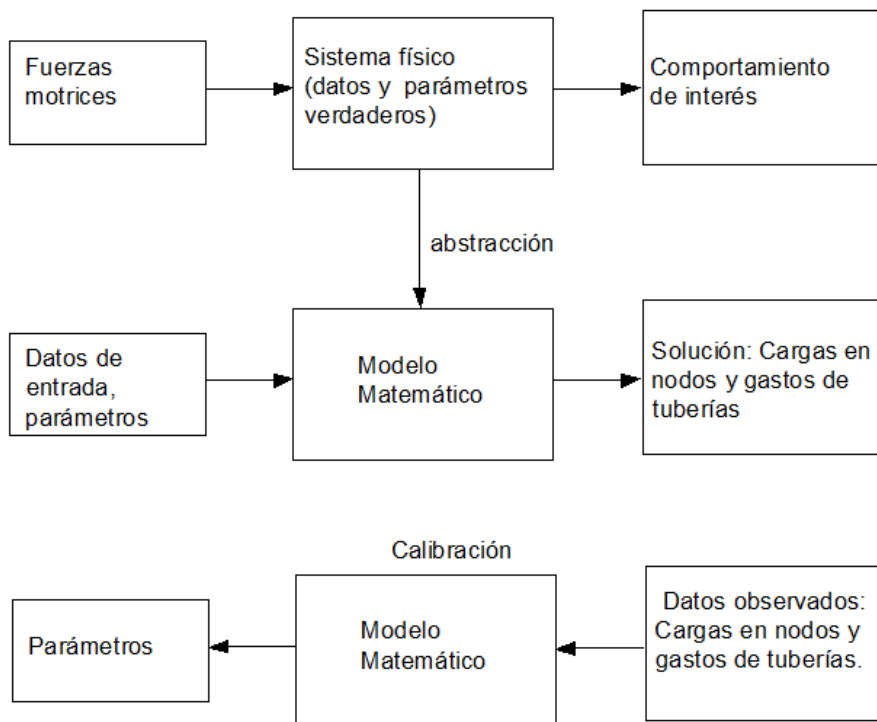 Fuerzas
motrices
Sistema físico
(datos y parámetros
verdaderos)
Comportamiento
de interés
abstracción
Datos de
entrada,
parámetros
Modelo
Matemático
Solución: Cargas en
nodos y gastos de
tuberías
Calibración
Parámetros
Modelo
Matemático
Datos observados:
Cargas en nodos y
gastos de tuberías.